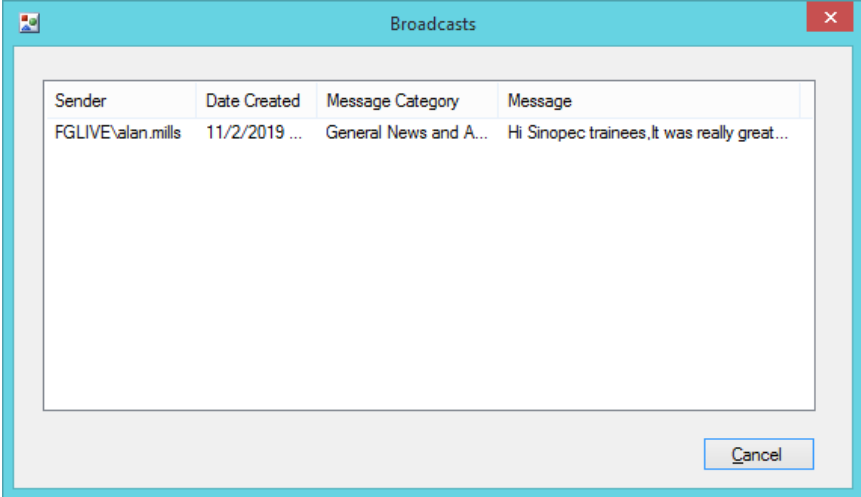 Broadcasts
Sender Date Created Message Category Message
FGLIVE\alan.mills 11/2/2019 ... General News and A... Hi Sinopec trainees,It was really great...
Cancel